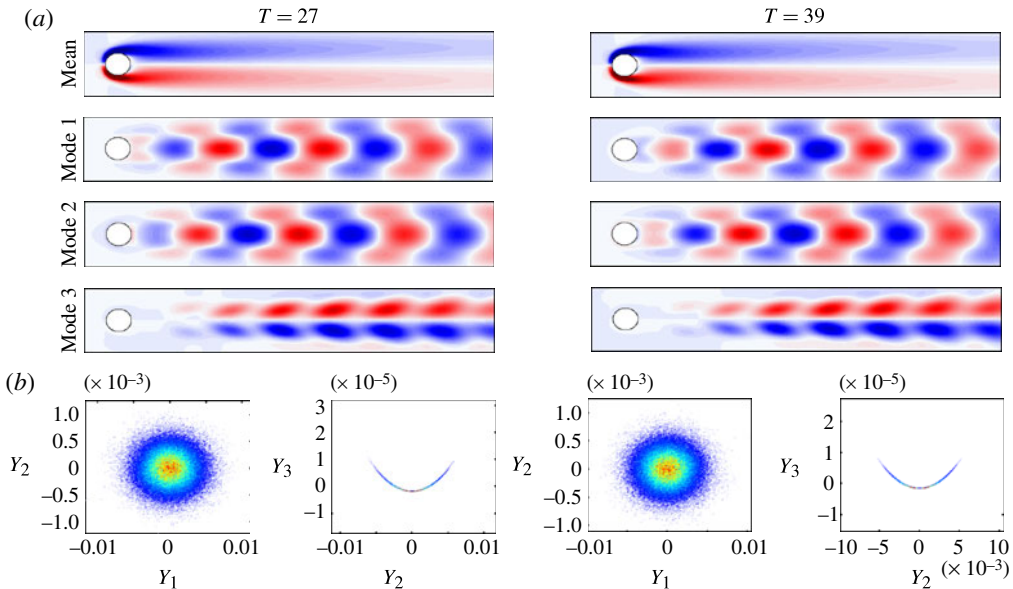 (a)
T = 27
T = 39
Mean
Mode 1
Mode 2
Mode 3
(b)
(× 10⁻³)
(× 10⁻⁵)
(× 10⁻³)
(× 10⁻⁵)
1.0
0.5
0
–0.5
–1.0
Y₂
–0.01 0 0.01
Y₁
3
2
1
0
–1
Y₃
–0.01 0 0.01
Y₂
1.0
0.5
0
–0.5
–1.0
Y₂
–0.01 0 0.01
Y₁
2
1
0
–1
Y₃
–10 –5 0 5 10
Y₂ (× 10⁻³)